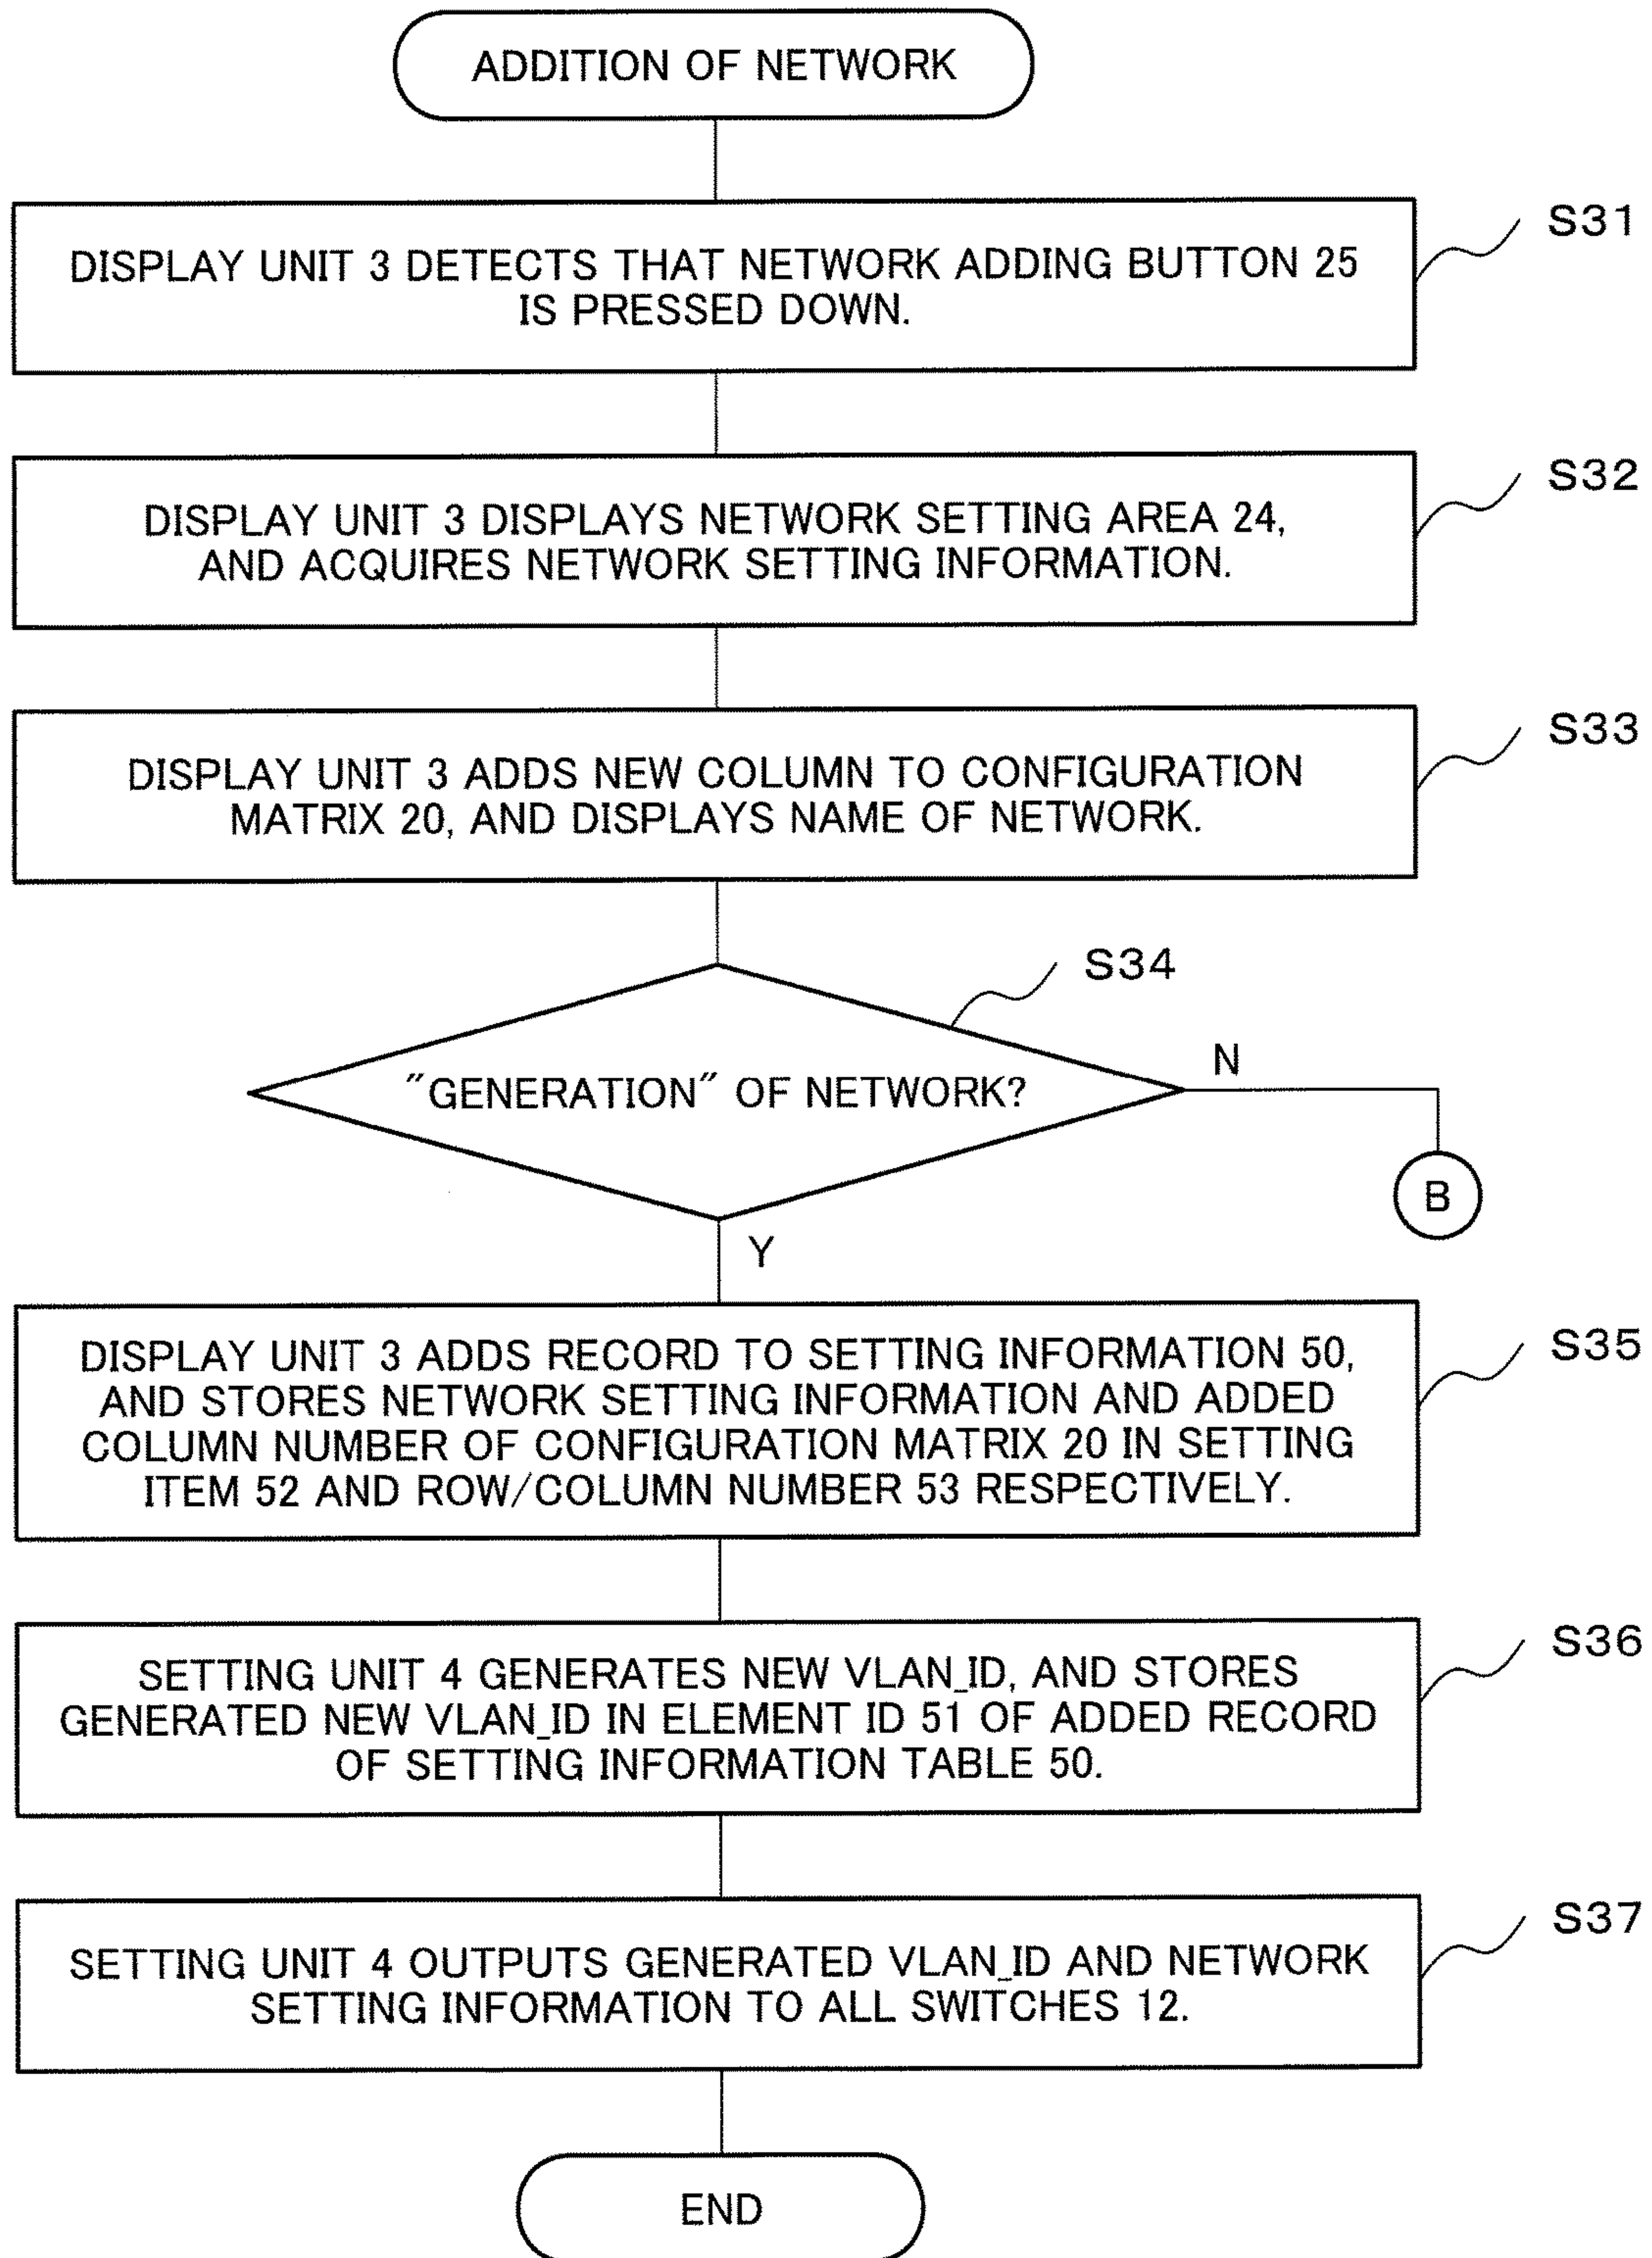 ADDITION OF NETWORK
S31
DISPLAY UNIT 3 DETECTS THAT NETWORK ADDING BUTTON 25
IS PRESSED DOWN.
S32
DISPLAY UNIT 3 DISPLAYS NETWORK SETTING AREA 24,
AND ACQUIRES NETWORK SETTING INFORMATION.
S33
DISPLAY UNIT 3 ADDS NEW COLUMN TO CONFIGURATION
MATRIX 20, AND DISPLAYS NAME OF NETWORK.
S34
"GENERATION" OF NETWORK?
N
B
Y
S35
DISPLAY UNIT 3 ADDS RECORD TO SETTING INFORMATION 50,
AND STORES NETWORK SETTING INFORMATION AND ADDED
COLUMN NUMBER OF CONFIGURATION MATRIX 20 IN SETTING
ITEM 52 AND ROW/COLUMN NUMBER 53 RESPECTIVELY.
S36
SETTING UNIT 4 GENERATES NEW VLAN_ID, AND STORES
GENERATED NEW VLAN_ID IN ELEMENT ID 51 OF ADDED RECORD
OF SETTING INFORMATION TABLE 50.
S37
SETTING UNIT 4 OUTPUTS GENERATED VLAN_ID AND NETWORK
SETTING INFORMATION TO ALL SWITCHES 12.
END